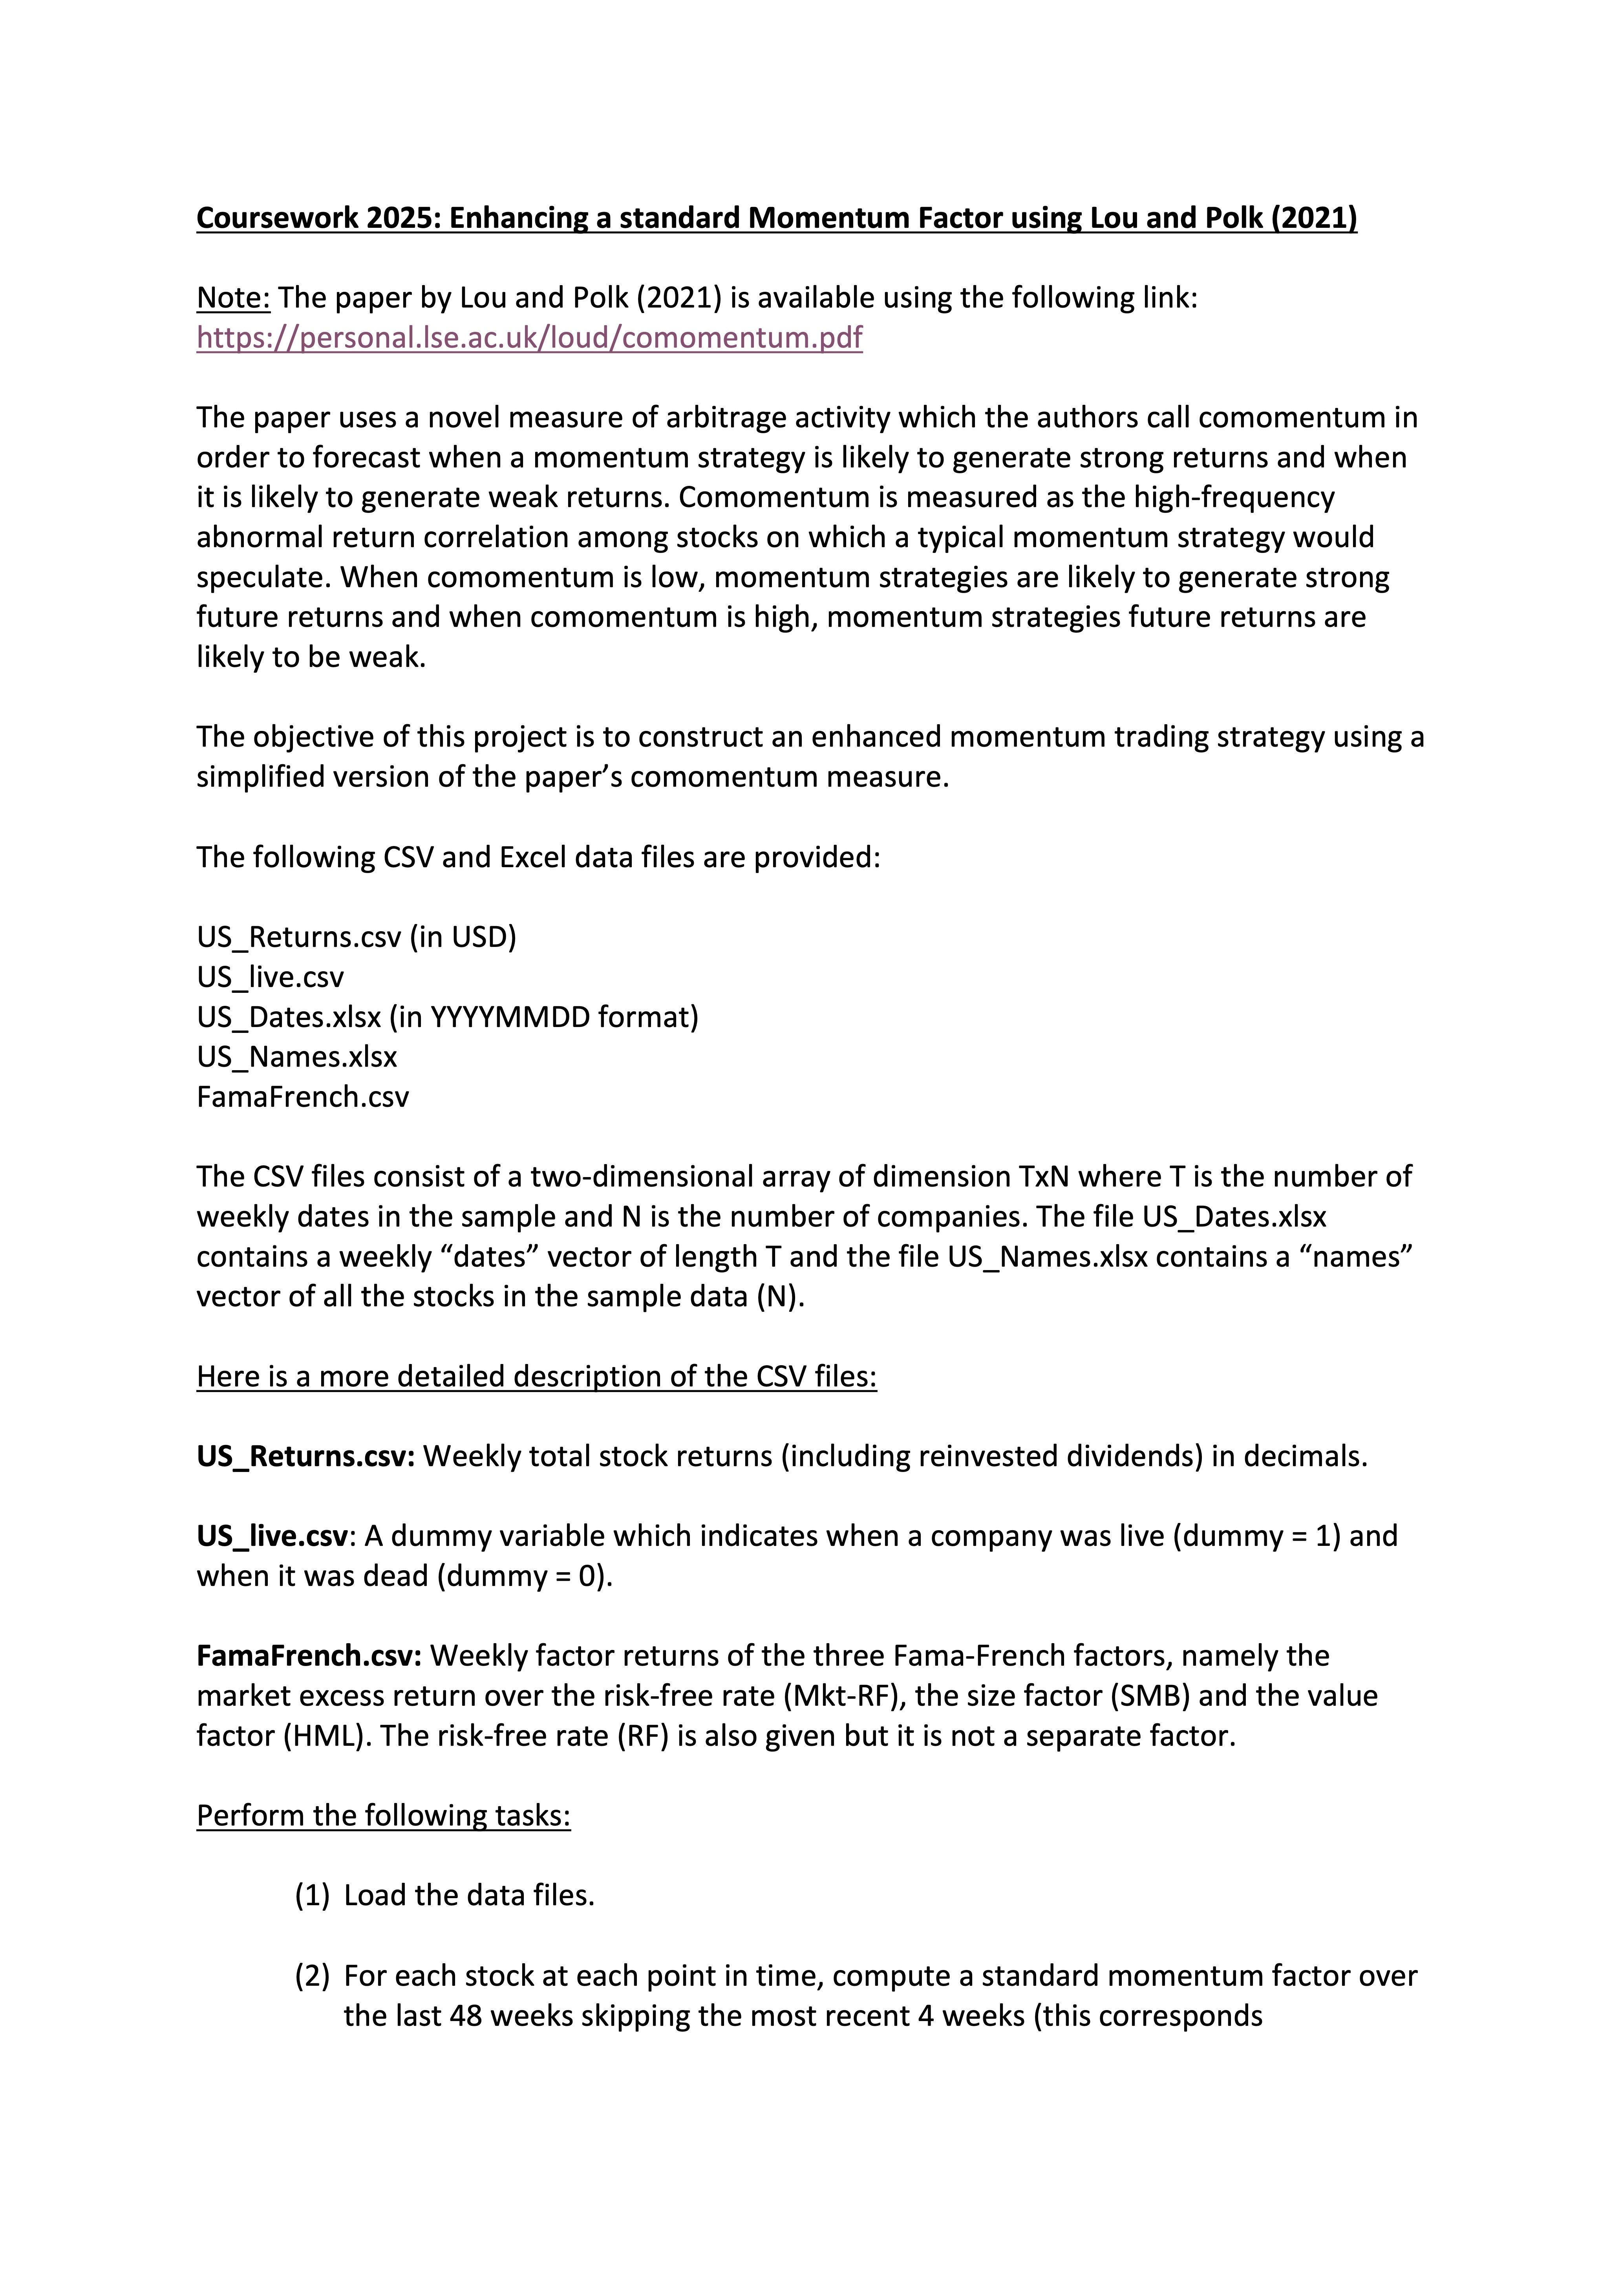 Coursework 2025: Enhancing a standard Momentum Factor using Lou and Polk (2021)
Note: The paper by Lou and Polk (2021) is available using the following link:
https://personal.lse.ac.uk/loud/comomentum.pdf
The paper uses a novel measure of arbitrage activity which the authors call comomentum in
order to forecast when a momentum strategy is likely to generate strong returns and when
it is likely to generate weak returns. Comomentum is measured as the high-frequency
abnormal return correlation among stocks on which a typical momentum strategy would
speculate. When comomentum is low, momentum strategies are likely to generate strong
future returns and when comomentum is high, momentum strategies future returns are
likely to be weak.
The objective of this project is to construct an enhanced momentum trading strategy using a
simplified version of the paper’s comomentum measure.
The following CSV and Excel data files are provided:
US_Returns.csv (in USD)
US_live.csv
US_Dates.xlsx (in YYYYMMDD format)
US_Names.xlsx
FamaFrench.csv
The CSV files consist of a two-dimensional array of dimension TxN where T is the number of
weekly dates in the sample and N is the number of companies. The file US_Dates.xlsx
contains a weekly “dates” vector of length T and the file US_Names.xlsx contains a “names”
vector of all the stocks in the sample data (N).
Here is a more detailed description of the CSV files:
US_Returns.csv: Weekly total stock returns (including reinvested dividends) in decimals.
US_live.csv: A dummy variable which indicates when a company was live (dummy = 1) and
when it was dead (dummy = 0).
FamaFrench.csv: Weekly factor returns of the three Fama-French factors, namely the
market excess return over the risk-free rate (Mkt-RF), the size factor (SMB) and the value
factor (HML). The risk-free rate (RF) is also given but it is not a separate factor.
Perform the following tasks:
(1) Load the data files.
(2) For each stock at each point in time, compute a standard momentum factor over
the last 48 weeks skipping the most recent 4 weeks (this corresponds